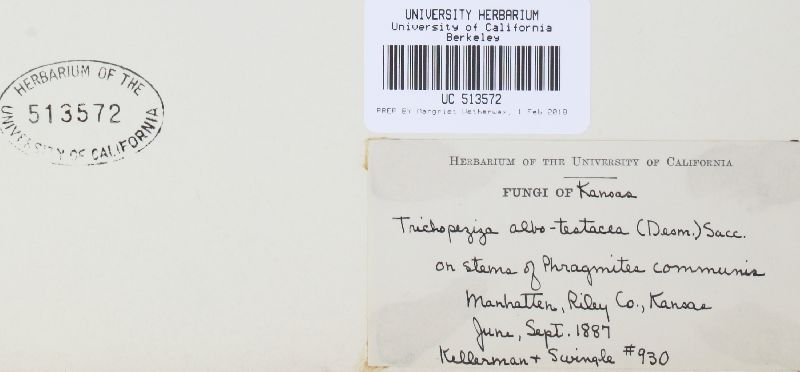 UNIVERSITY HERBARIUM
University of California
Berkeley
UC 513572
PREP BY Margriet Wetherwax, 1 Feb 2018
HERBARIUM OF THE
513572
UNIVERSITY OF CALIFORNIA
HERBARIUM OF THE UNIVERSITY OF CALIFORNIA
FUNGI OF Kansas
Trichopeziza albo-testacea (Desm.) Sacc.
on stems of Phragmites communis
Manhatten, Riley Co., Kansas
June, Sept. 1887
Kellerman + Swingle #930